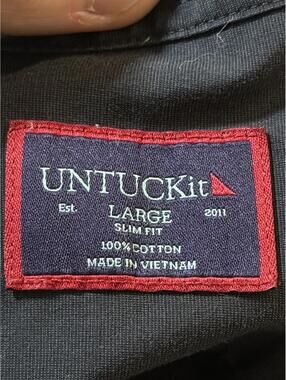 UNTUCKit
Est. LARGE 2011
SLIM FIT
100% COTTON
MADE IN VIETNAM